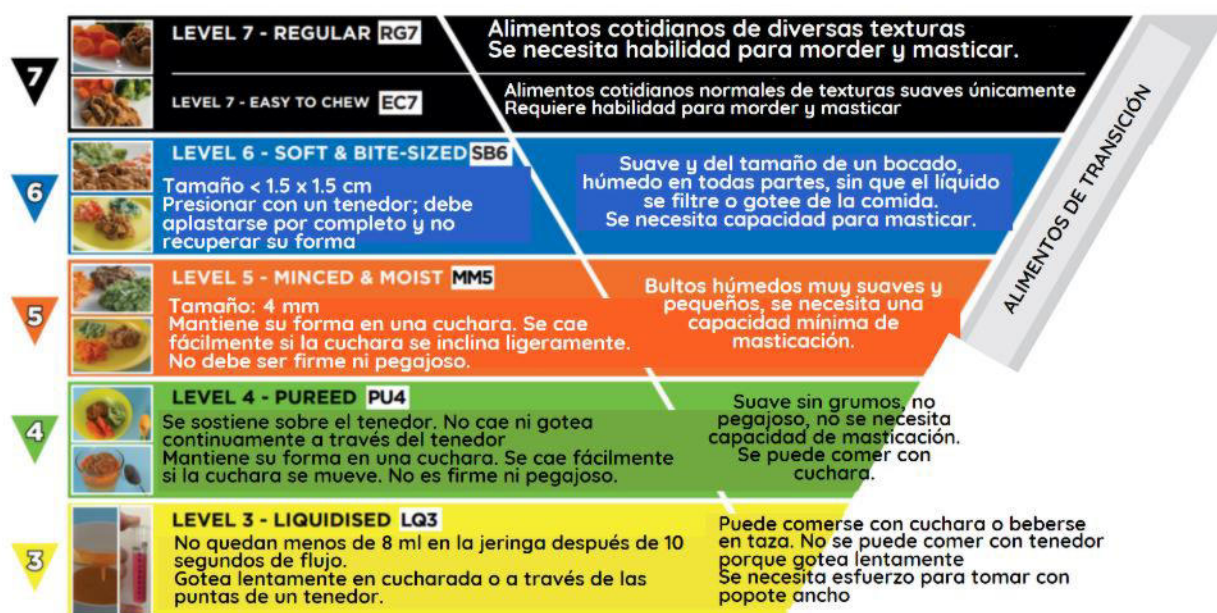 7
LEVEL 7 - REGULAR RG7
Alimentos cotidianos de diversas texturas
Se necesita habilidad para morder y masticar.
LEVEL 7 - EASY TO CHEW EC7
Alimentos cotidianos normales de texturas suaves únicamente
Requiere habilidad para morder y masticar
6
LEVEL 6 - SOFT & BITE-SIZED SB6
Tamaño < 1.5 x 1.5 cm
Presionar con un tenedor; debe
aplastarse por completo y no
recuperar su forma
Suave y del tamaño de un bocado,
húmedo en todas partes, sin que el líquido
se filtre o gotee de la comida.
Se necesita capacidad para masticar.
5
LEVEL 5 - MINCED & MOIST MM5
Tamaño: 4 mm
Mantiene su forma en una cuchara. Se cae
fácilmente si la cuchara se inclina ligeramente.
No debe ser firme ni pegajoso.
Bultos húmedos muy suaves y
pequeños, se necesita una
capacidad mínima de
masticación.
4
LEVEL 4 - PUREED PU4
Se sostiene sobre el tenedor. No cae ni gotea
continuamente a través del tenedor
Mantiene su forma en una cuchara. Se cae fácilmente
si la cuchara se mueve. No es firme ni pegajoso.
Suave sin grumos, no
pegajoso, no se necesita
capacidad de masticación.
Se puede comer con
cuchara.
3
LEVEL 3 - LIQUIDISED LQ3
No quedan menos de 8 ml en la jeringa después de 10
segundos de flujo.
Gotea lentamente en cucharada o a través de las
puntas de un tenedor.
Puede comerse con cuchara o beberse
en taza. No se puede comer con tenedor
porque gotea lentamente
Se necesita esfuerzo para tomar con
popote ancho
ALIMENTOS DE TRANSICIÓN